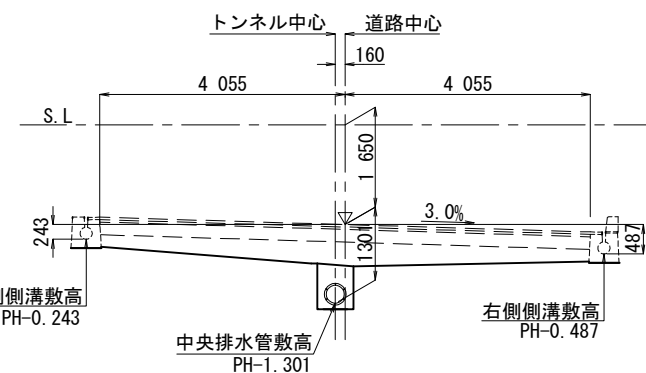 トンネル中心
道路中心
160
4 055
4 055
S.L
1 650
3.0%
243
1301
487
側溝敷高
PH-0.243
右側側溝敷高
PH-0.487
中央排水管敷高
PH-1.301